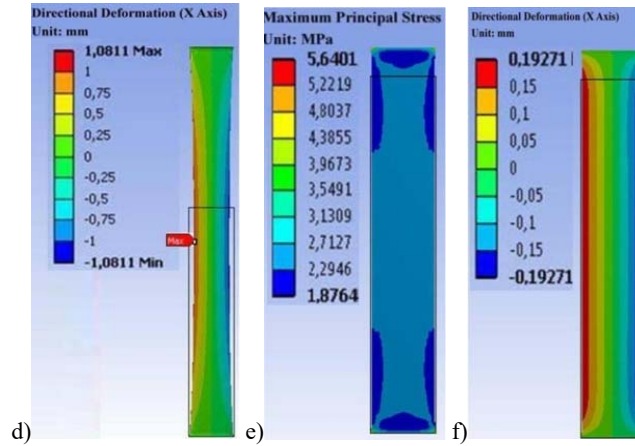 Directional Deformation (X Axis)
Unit: mm
1,0811 Max
1
0,75
0,5
0,25
0
-0,25
-0,5
-0,75
-1
-1,0811 Min
Max
d)
Maximum Principal Stress
Unit: MPa
5,6401
5,2219
4,8037
4,3855
3,9673
3,5491
3,1309
2,7127
2,2946
1,8764
e)
Directional Deformation (X Axis)
Unit: mm
0,19271
0,15
0,1
0,05
0
-0,05
-0,1
-0,15
-0,19271
f)